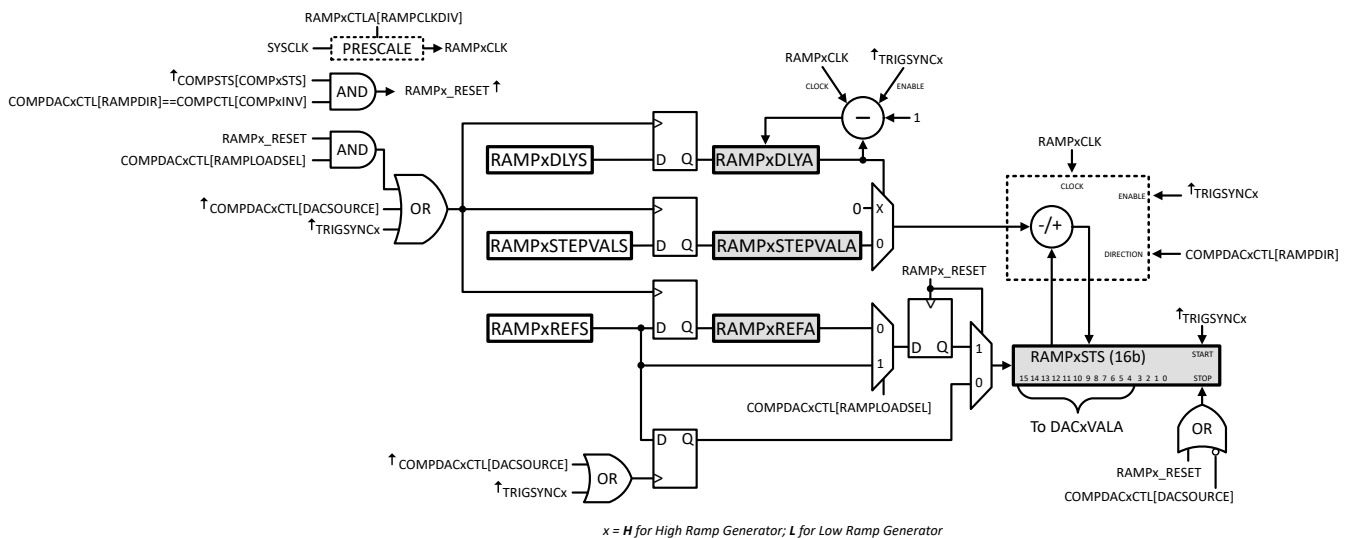 RAMPxCTLA[RAMPCLKDIV]
SYSCLK
PRESCALE
RAMPxCLK
↑COMPSTS[COMPxSTS]
COMPDACxCTL[RAMPDIR]==COMPCTL[COMPxINV]
AND
RAMPx_RESET ↑
RAMPx_RESET
COMPDACxCTL[RAMPLOADSEL]
AND
↑COMPDACxCTL[DACSOURCE]
↑TRIGSYNCx
OR
RAMPxDLYS
D Q
RAMPxDLYA
RAMPxCLK
↑TRIGSYNCx
CLOCK
ENABLE
−
1
RAMPxSTEPVALS
D Q
RAMPxSTEPVALA
0
X
0
RAMPxCLK
CLOCK
ENABLE
↑TRIGSYNCx
-/+
DIRECTION
COMPDACxCTL[RAMPDIR]
RAMPxREFS
D Q
RAMPxREFA
0
1
COMPDACxCTL[RAMPLOADSEL]
RAMPx_RESET
D Q
1
0
↑TRIGSYNCx
RAMPxSTS (16b)
START
15 14 13 12 11 10 9 8 7 6 5 4 3 2 1 0
STOP
To DACxVALA
OR
RAMPx_RESET
COMPDACxCTL[DACSOURCE]
D Q
↑COMPDACxCTL[DACSOURCE]
↑TRIGSYNCx
OR
x = H for High Ramp Generator; L for Low Ramp Generator